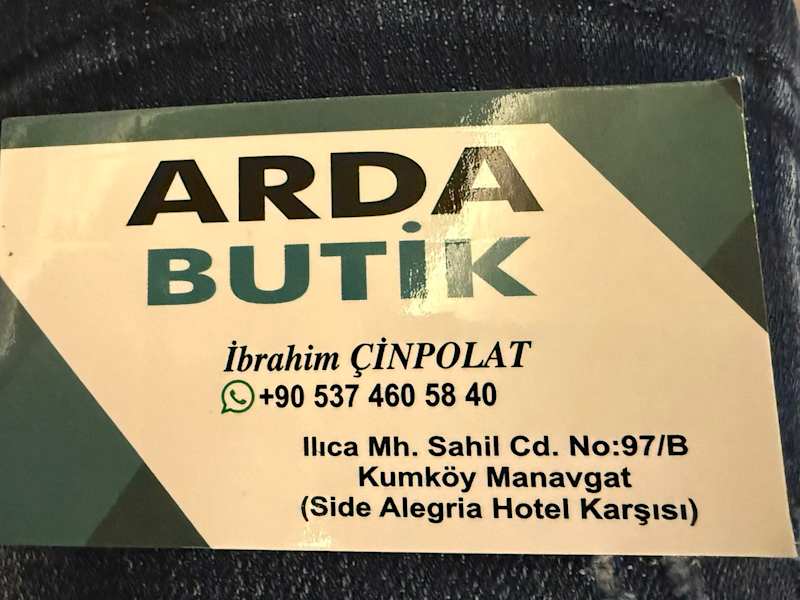 ARDA
BUTİK
İbrahim ÇİNPOLAT
+90 537 460 58 40
Ilıca Mh. Sahil Cd. No:97/B
Kumköy Manavgat
(Side Alegria Hotel Karşısı)